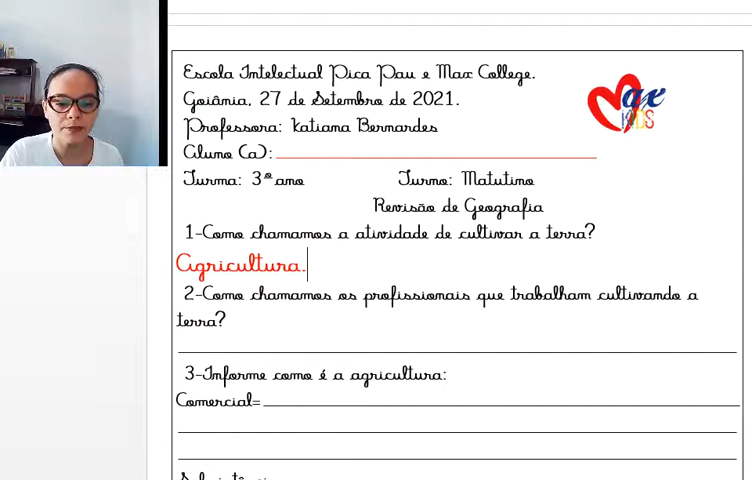 Escola Intelectual Pica Pau e Max College.
Goiânia, 27 de Setembro de 2021.
Professora: Katiana Bernardes
Aluno (a):
Turma: 3º ano Turno: Matutino
Revisão de Geografia
1-Como chamamos a atividade de cultivar a terra?
Agricultura.
2-Como chamamos os profissionais que trabalham cultivando a
terra?
3-Informe como é a agricultura:
Comercial=
max
KIDS